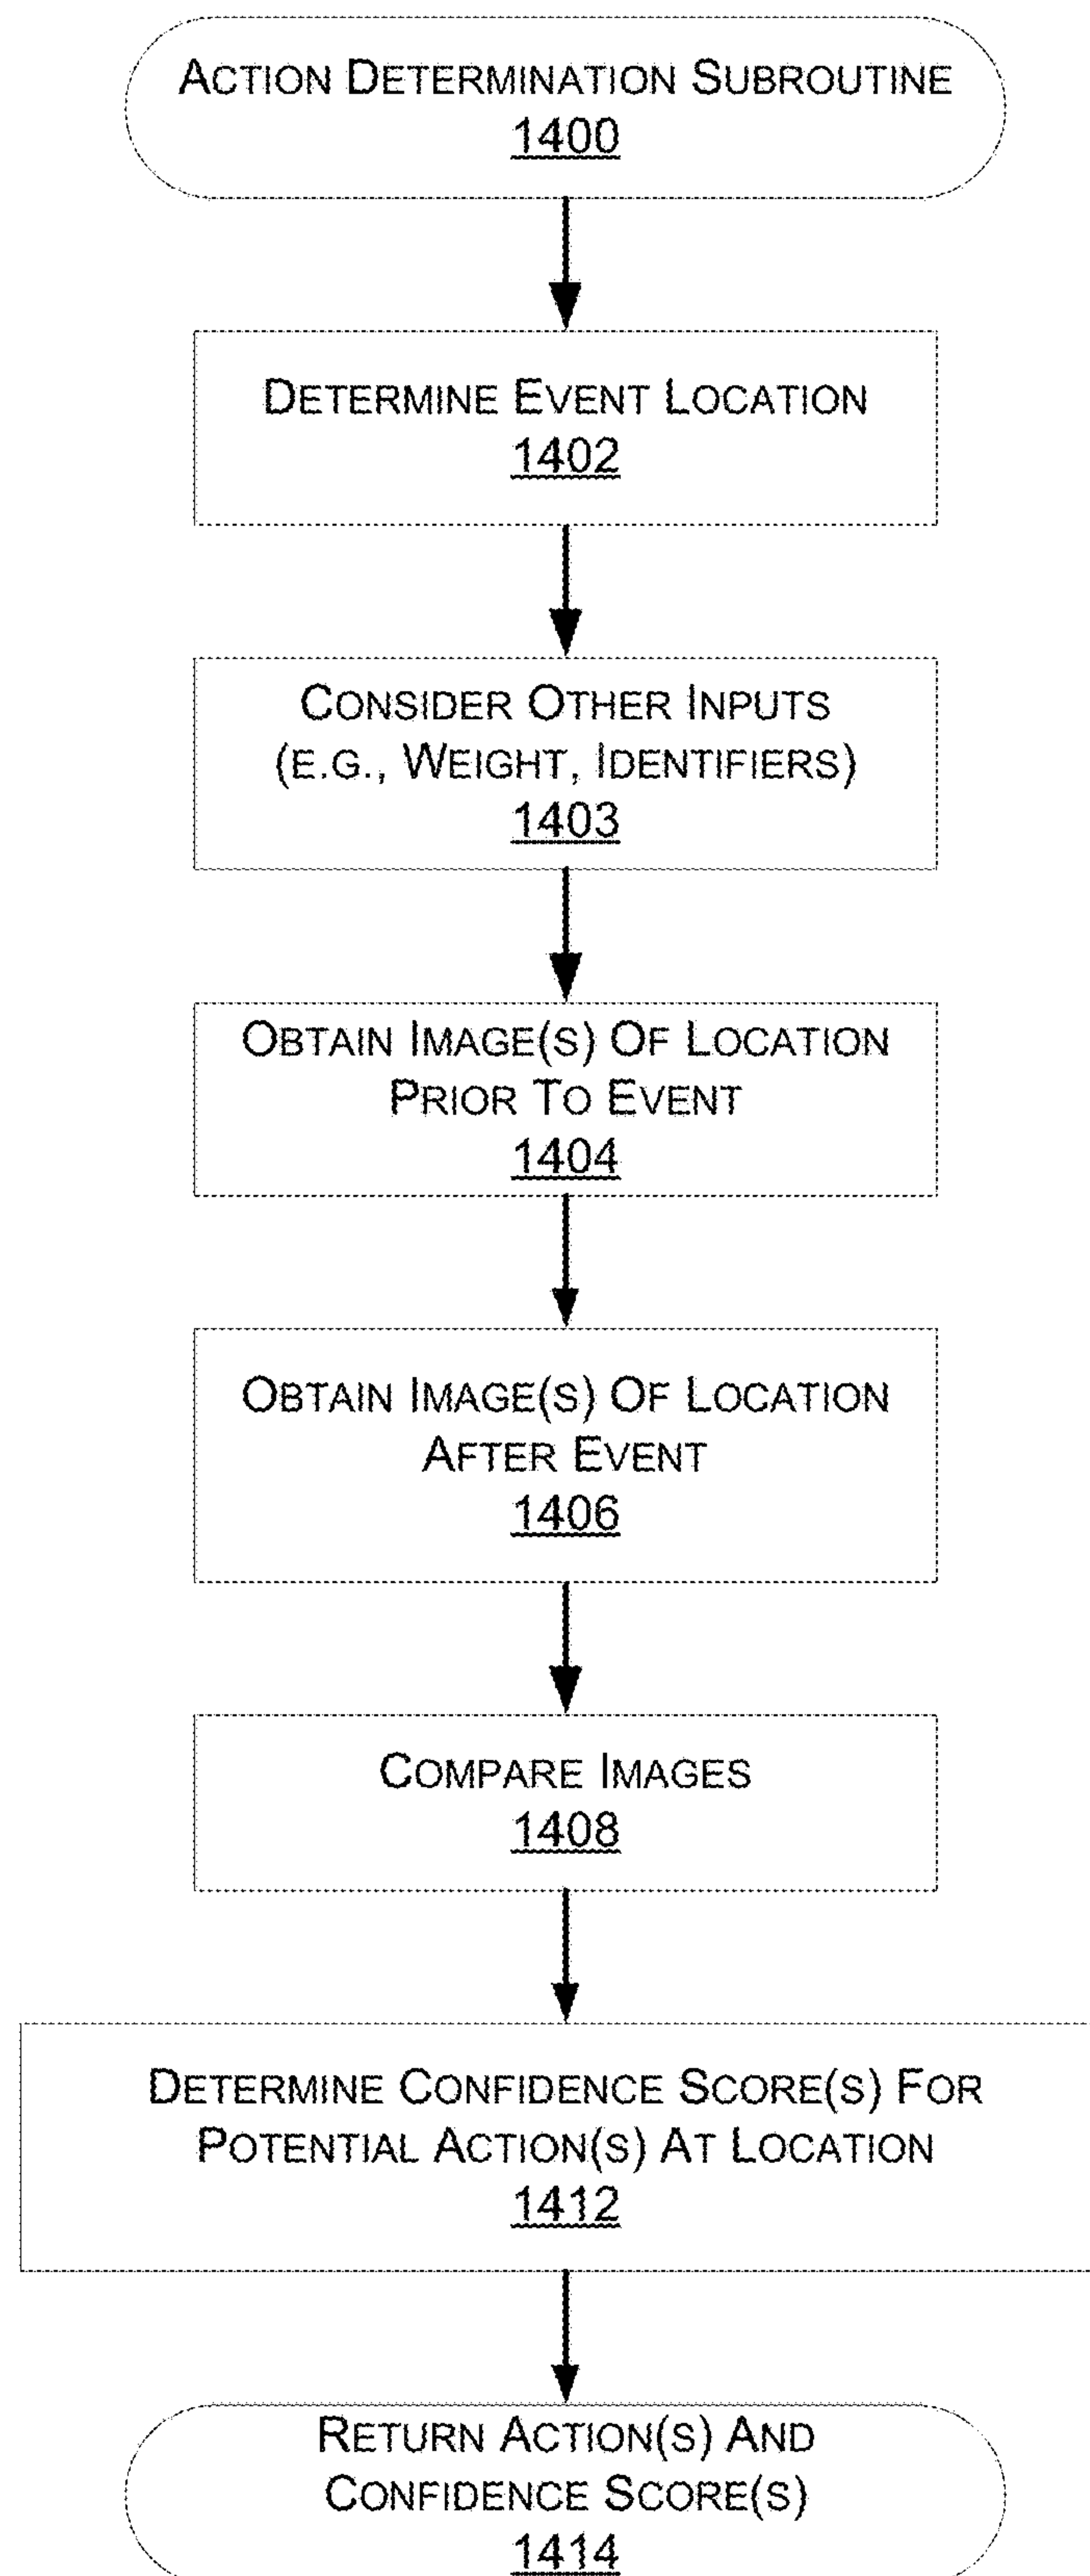 ACTION DETERMINATION SUBROUTINE
1400
DETERMINE EVENT LOCATION
1402
CONSIDER OTHER INPUTS
(E.G., WEIGHT, IDENTIFIERS)
1403
OBTAIN IMAGE(S) OF LOCATION
PRIOR TO EVENT
1404
OBTAIN IMAGE(S) OF LOCATION
AFTER EVENT
1406
COMPARE IMAGES
1408
DETERMINE CONFIDENCE SCORE(S) FOR
POTENTIAL ACTION(S) AT LOCATION
1412
RETURN ACTION(S) AND
CONFIDENCE SCORE(S)
1414